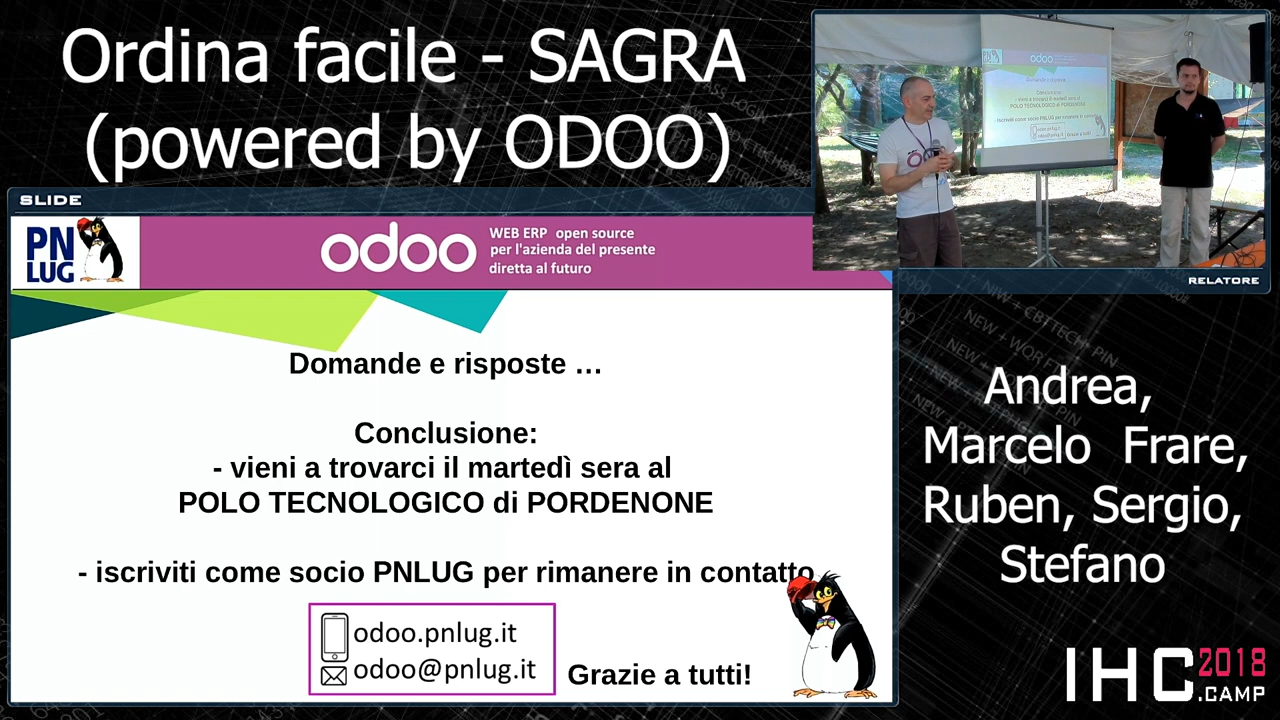 Ordina facile - SAGRA
(powered by ODOO)
SLIDE
PN
LUG
odoo
WEB ERP open source
per l'azienda del presente
diretta al futuro
Domande e risposte …
Conclusione:
- vieni a trovarci il martedì sera al
POLO TECNOLOGICO di PORDENONE
- iscriviti come socio PNLUG per rimanere in contatto
odoo.pnlug.it
odoo@pnlug.it
Grazie a tutti!
RELATORE
Andrea,
Marcelo Frare,
Ruben, Sergio,
Stefano
IHC 2018
.CAMP